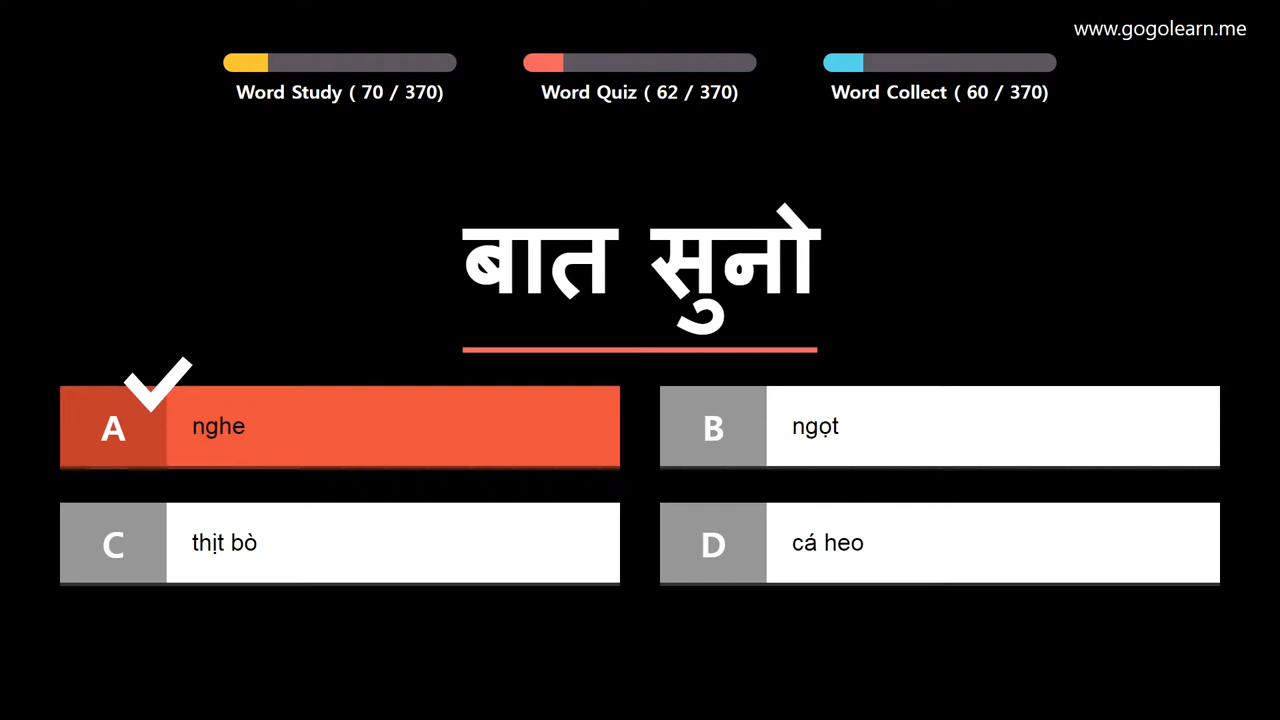 www.gogolearn.me
Word Study ( 70 / 370)
Word Quiz ( 62 / 370)
Word Collect ( 60 / 370)
बात सुनो
A nghe
B ngọt
C thịt bò
D cá heo